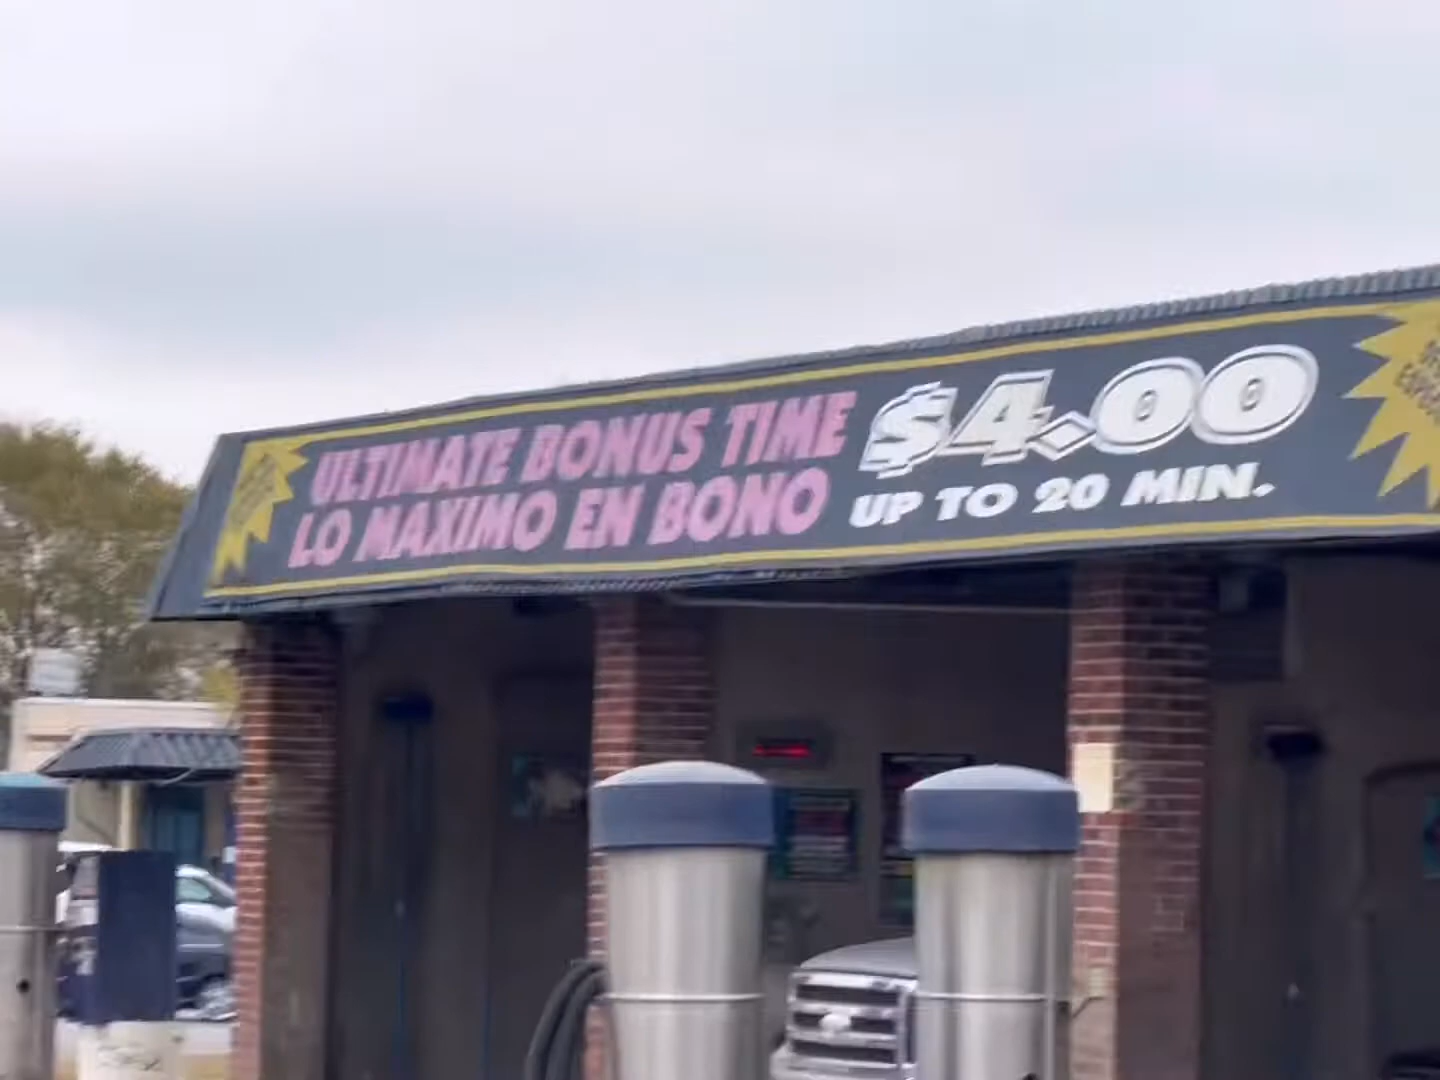 ULTIMATE BONUS TIME
LO MAXIMO EN BONO
$4.00
UP TO 20 MIN.